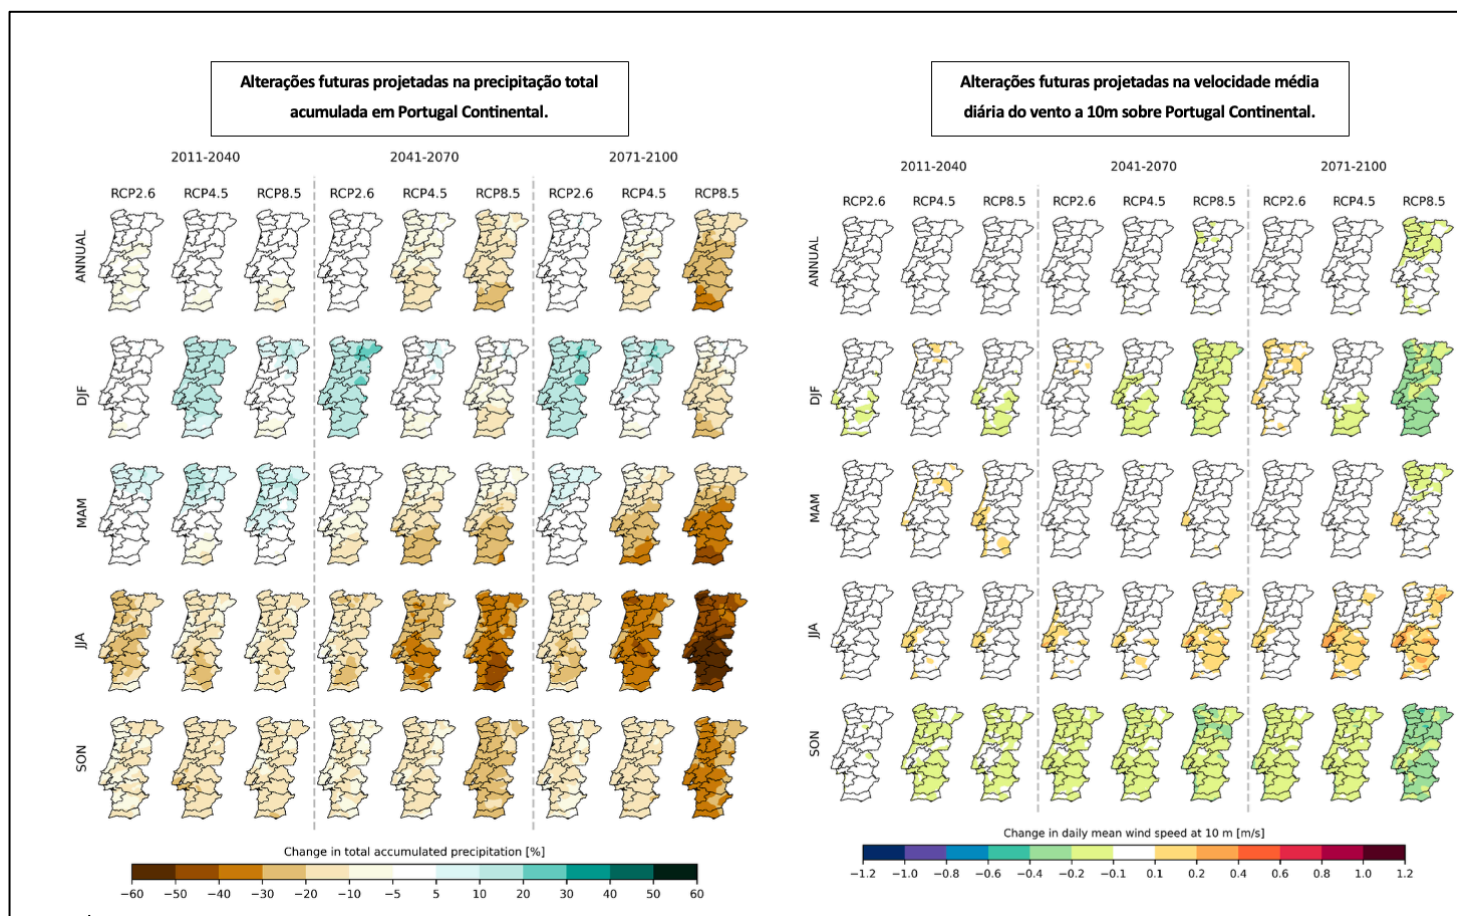 Alterações futuras projetadas na precipitação total
acumulada em Portugal Continental.
2011-2040 2041-2070 2071-2100
RCP2.6 RCP4.5 RCP8.5 RCP2.6 RCP4.5 RCP8.5 RCP2.6 RCP4.5 RCP8.5
ANNUAL
DJF
MAM
JJA
SON
Change in total accumulated precipitation [%]
−60 −50 −40 −30 −20 −10 −5 5 10 20 30 40 50 60
Alterações futuras projetadas na velocidade média
diária do vento a 10m sobre Portugal Continental.
2011-2040 2041-2070 2071-2100
RCP2.6 RCP4.5 RCP8.5 RCP2.6 RCP4.5 RCP8.5 RCP2.6 RCP4.5 RCP8.5
ANNUAL
DJF
MAM
JJA
SON
Change in daily mean wind speed at 10 m [m/s]
−1.2 −1.0 −0.8 −0.6 −0.4 −0.2 −0.1 0.1 0.2 0.4 0.6 0.8 1.0 1.2